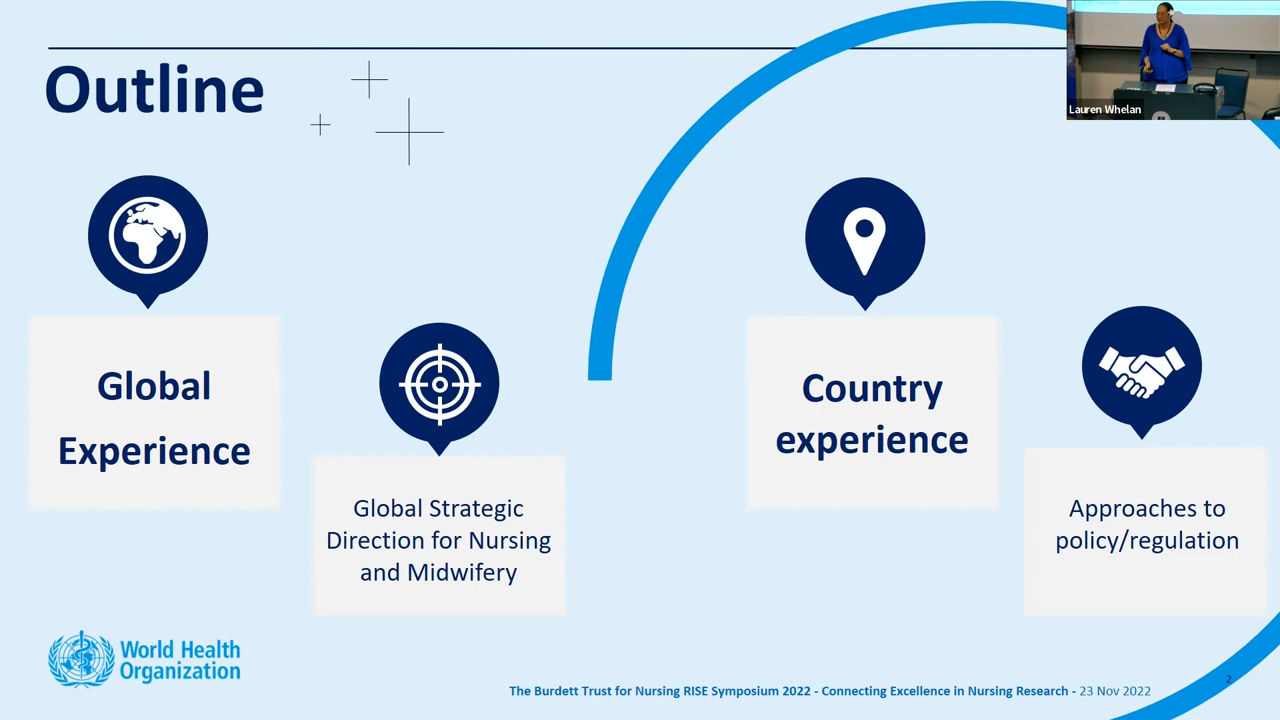 Outline
Lauren Whelan
Global
Experience
Global Strategic
Direction for Nursing
and Midwifery
Country
experience
Approaches to
policy/regulation
World Health
Organization
The Burdett Trust for Nursing RISE Symposium 2022 - Connecting Excellence in Nursing Research - 23 Nov 2022
2